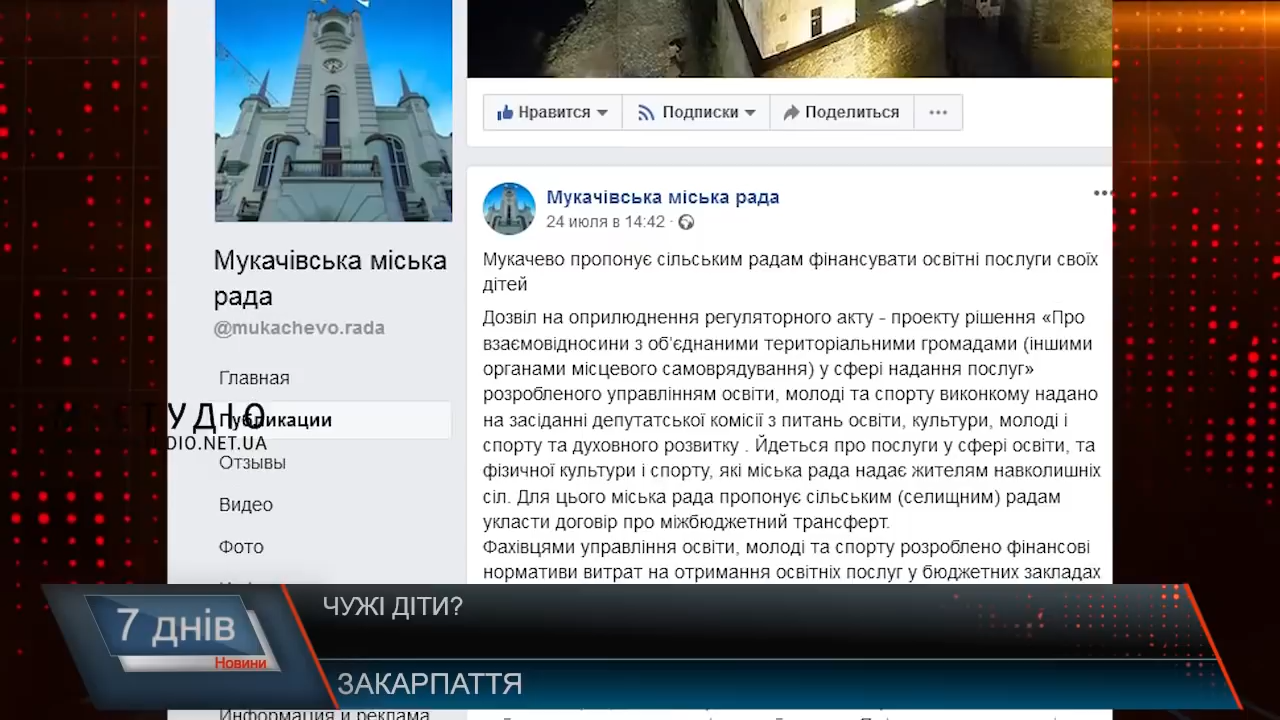 Нравится
Подписки
Поделиться
Мукачівська міська рада
24 июля в 14:42
Мукачево пропонує сільським радам фінансувати освітні послуги своїх
дітей
Дозвіл на оприлюднення регуляторного акту - проекту рішення «Про
взаємовідносини з об'єднаними територіальними громадами (іншими
органами місцевого самоврядування) у сфері надання послуг»
розробленого управлінням освіти, молоді та спорту виконкому надано
на засіданні депутатської комісії з питань освіти, культури, молоді і
спорту та духовного розвитку . Йдеться про послуги у сфері освіти, та
фізичної культури і спорту, які міська рада надає жителям навколишніх
сіл. Для цього міська рада пропонує сільським (селищним) радам
укласти договір про міжбюджетний трансферт.
Фахівцями управління освіти, молоді та спорту розроблено фінансові
нормативи витрат на отримання освітніх послуг у бюджетних закладах
Мукачівська міська
рада
@mukachevo.rada
Главная
СТУДІО
Публикации
DIO.NET.UA
Отзывы
Видео
Фото
Информация и реклама
7 днів
Новини
ЧУЖІ ДІТИ?
ЗАКАРПАТТЯ